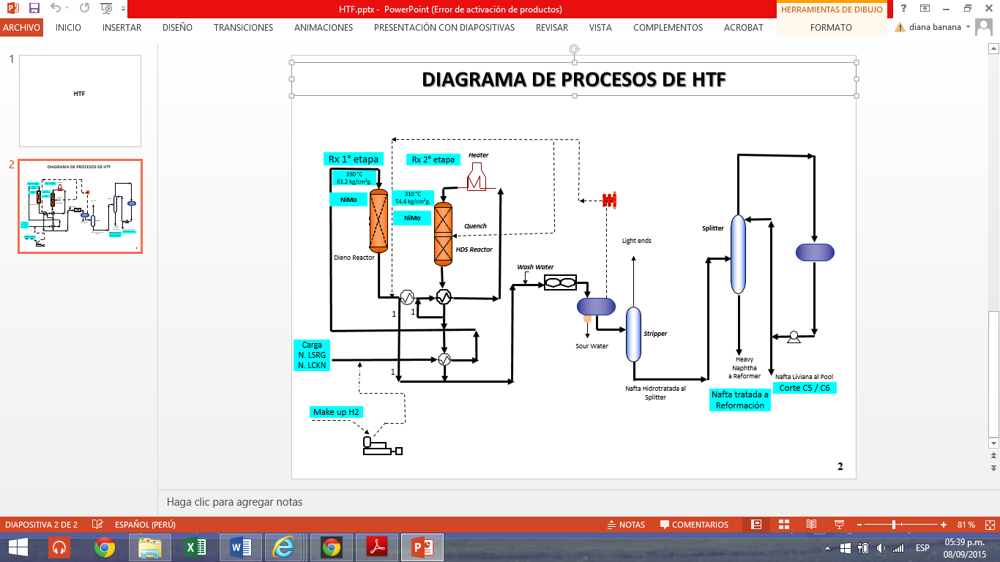 HTF.pptx - PowerPoint (Error de activación de productos)
HERRAMIENTAS DE DIBUJO
?
ARCHIVO
INICIO
INSERTAR
DISEÑO
TRANSICIONES
ANIMACIONES
PRESENTACIÓN CON DIAPOSITIVAS
REVISAR
VISTA
COMPLEMENTOS
ACROBAT
FORMATO
diana banana
1
HTF
2
DIAGRAMA DE PROCESOS DE HTF
DIAGRAMA DE PROCESOS DE HTF
Rx 1° etapa
Rx 2° etapa
Heater
190 °C
61.2 kg/cm²g.
NiMo
310 °C
54.4 kg/cm²g.
NiMo
Quench
HDS Reactor
Dieno Reactor
Light ends
Splitter
Wash Water
1
1
Carga
N. LSRG
N. LCKN
1
Sour Water
Stripper
Heavy
Naphtha
a Reformer
Nafta Liviana al Pool
Corte C5 / C6
Nafta Hidrotratada al
Splitter
Nafta tratada a
Reformación
Make up H2
2
Haga clic para agregar notas
DIAPOSITIVA 2 DE 2
ESPAÑOL (PERÚ)
NOTAS
COMENTARIOS
81 %
ESP
05:39 p.m.
08/09/2015